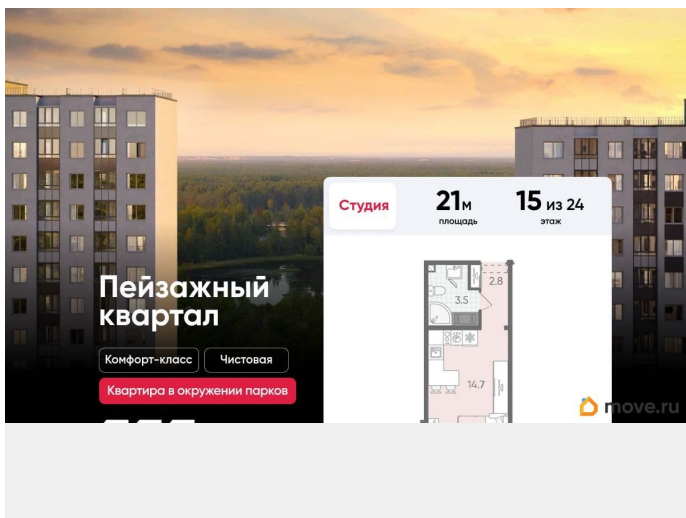 Студия
21м
площадь
15 из 24
этаж
2.8
3.5
14.7
Пейзажный
квартал
Комфорт-класс
Чистовая
Квартира в окружении парков
move.ru